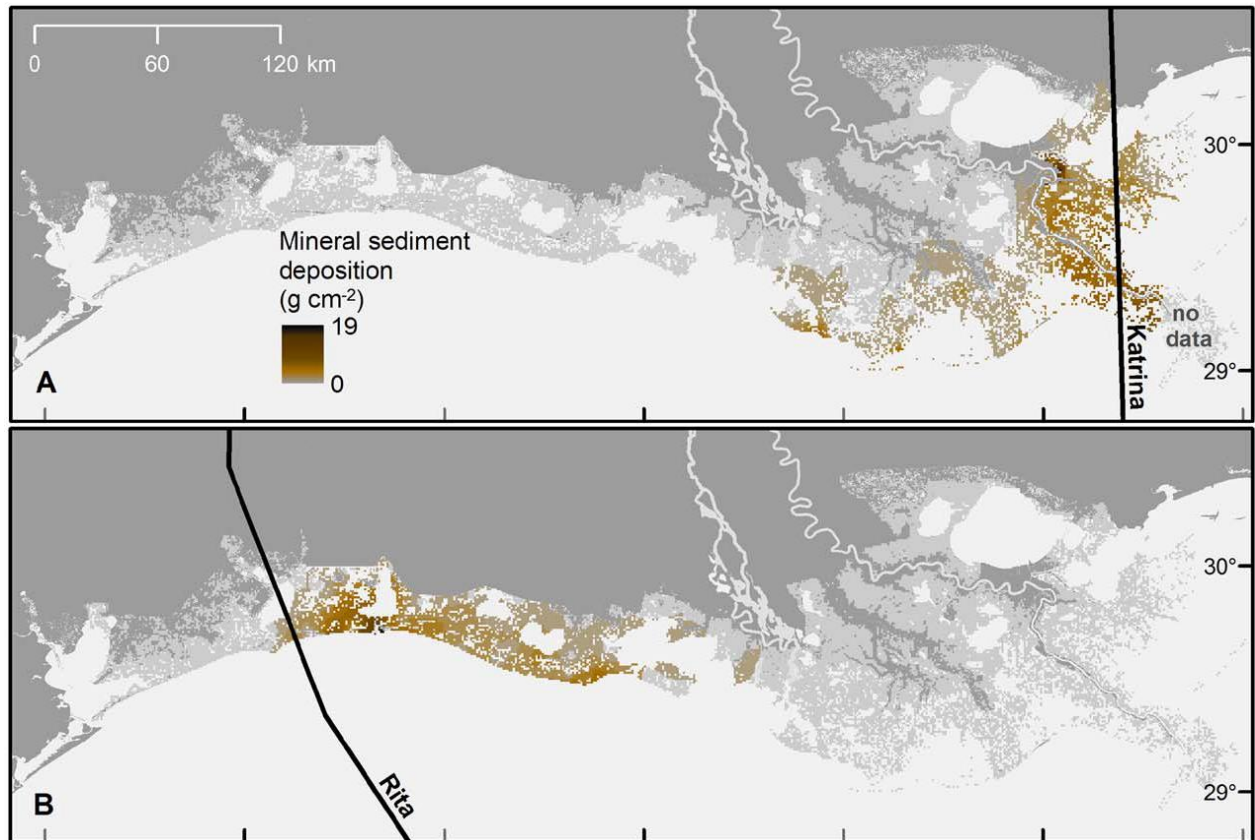 0 60 120 km
30°
Mineral sediment
deposition
(g cm-2)
19
0
no
data
Katrina
29°
A
30°
Rita
29°
B